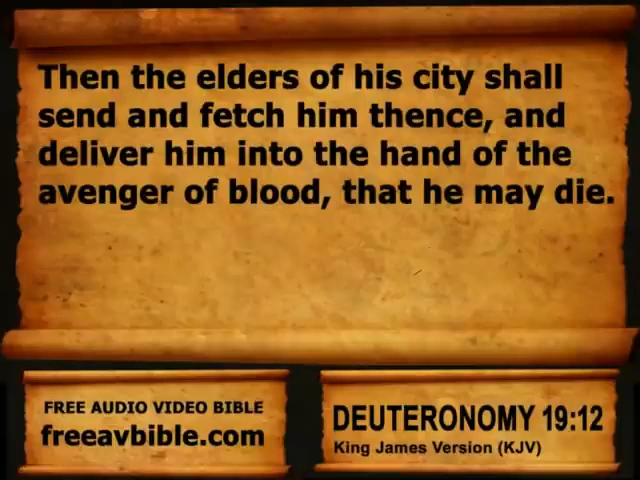 Then the elders of his city shall
send and fetch him thence, and
deliver him into the hand of the
avenger of blood, that he may die.
FREE AUDIO VIDEO BIBLE
freeavbible.com
DEUTERONOMY 19:12
King James Version (KJV)